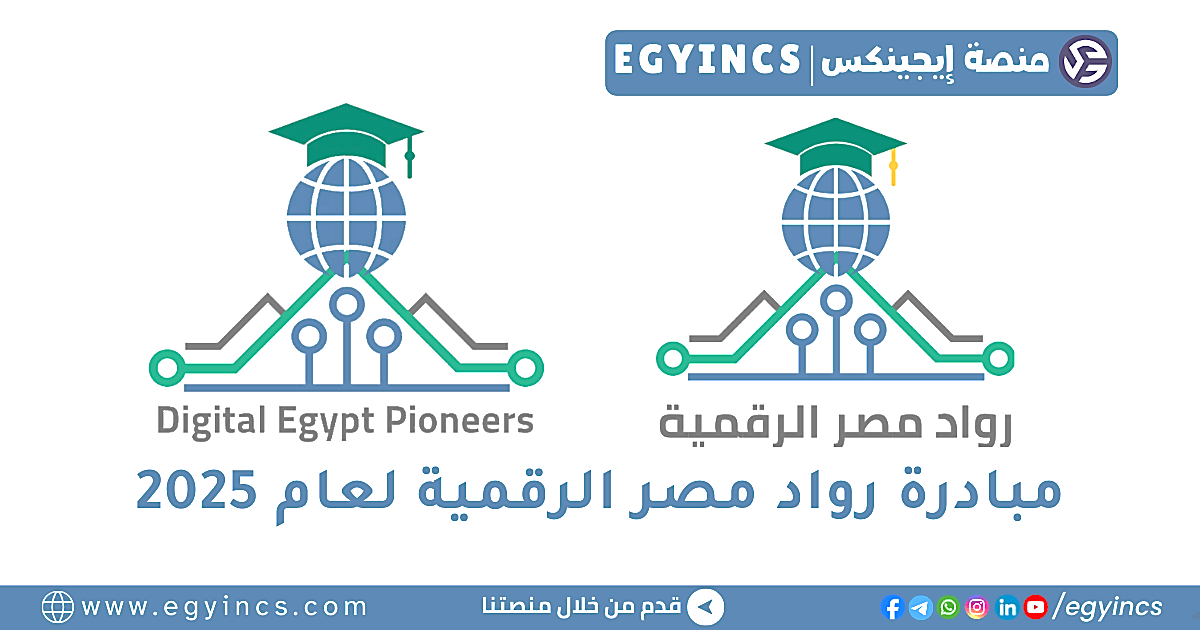 EGYINCS | منصة إيجينكس
Digital Egypt Pioneers
رواد مصر الرقمية
مبادرة رواد مصر الرقمية لعام 2025
www.egyincs.com
قدم من خلال منصتنا
/egyincs